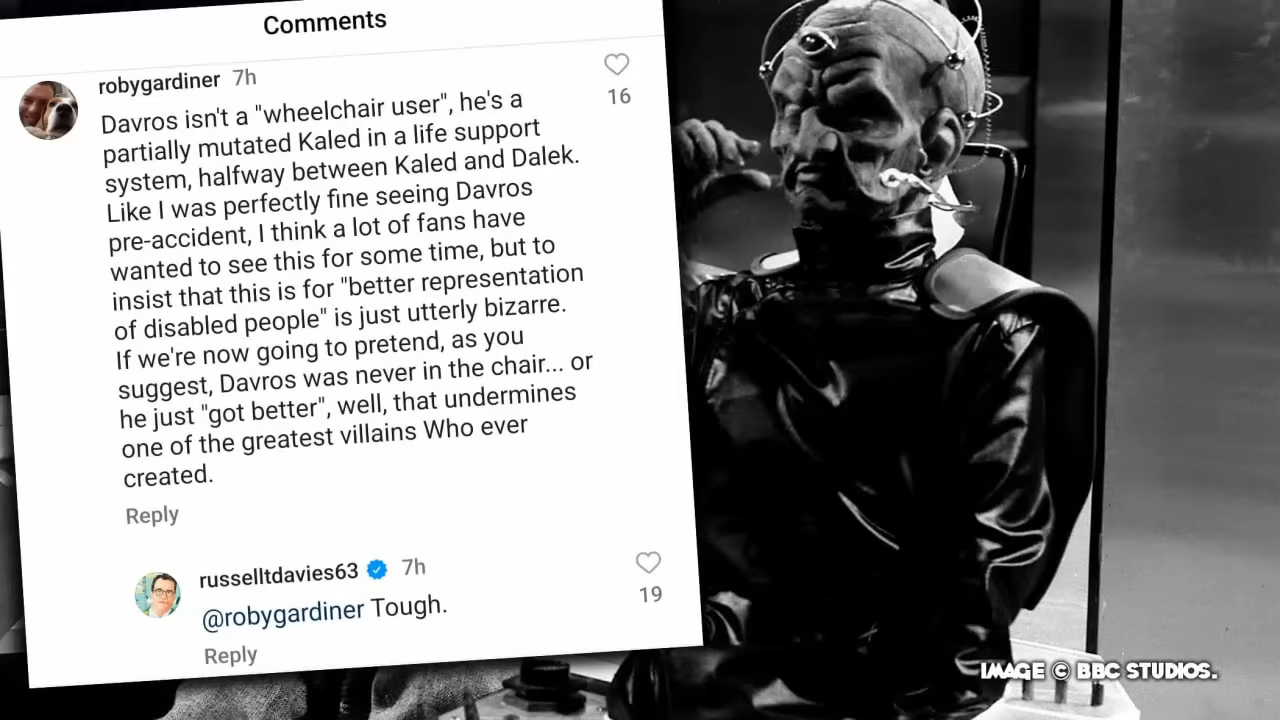 Comments
robygardiner 7h
Davros isn't a "wheelchair user", he's a
partially mutated Kaled in a life support
system, halfway between Kaled and Dalek.
Like I was perfectly fine seeing Davros
pre-accident, I think a lot of fans have
wanted to see this for some time, but to
insist that this is for "better representation
of disabled people" is just utterly bizarre.
If we're now going to pretend, as you
suggest, Davros was never in the chair... or
he just "got better", well, that undermines
one of the greatest villains Who ever
created.
16
Reply
russelltdavies63 7h
@robygardiner Tough.
19
Reply
IMAGE © BBC STUDIOS.